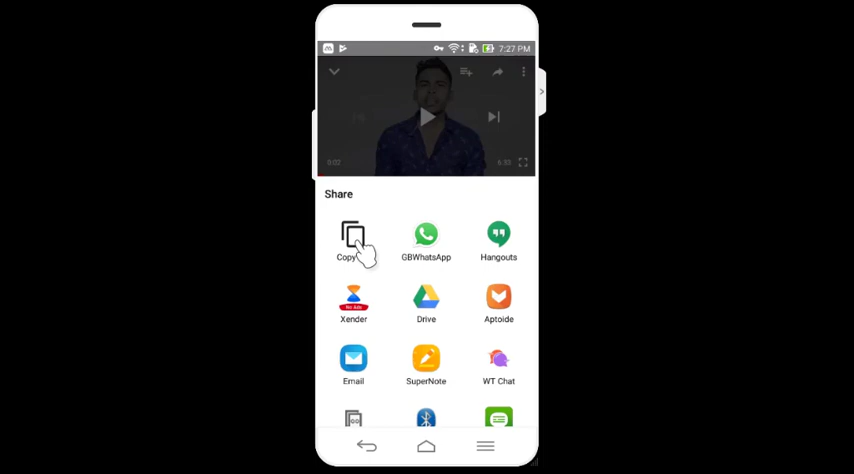 7:27 PM
0:02
6:53
Share
Copy
GBWhatsApp
Hangouts
No Ads
Xender
Drive
Aptoide
Email
SuperNote
WT Chat
GO